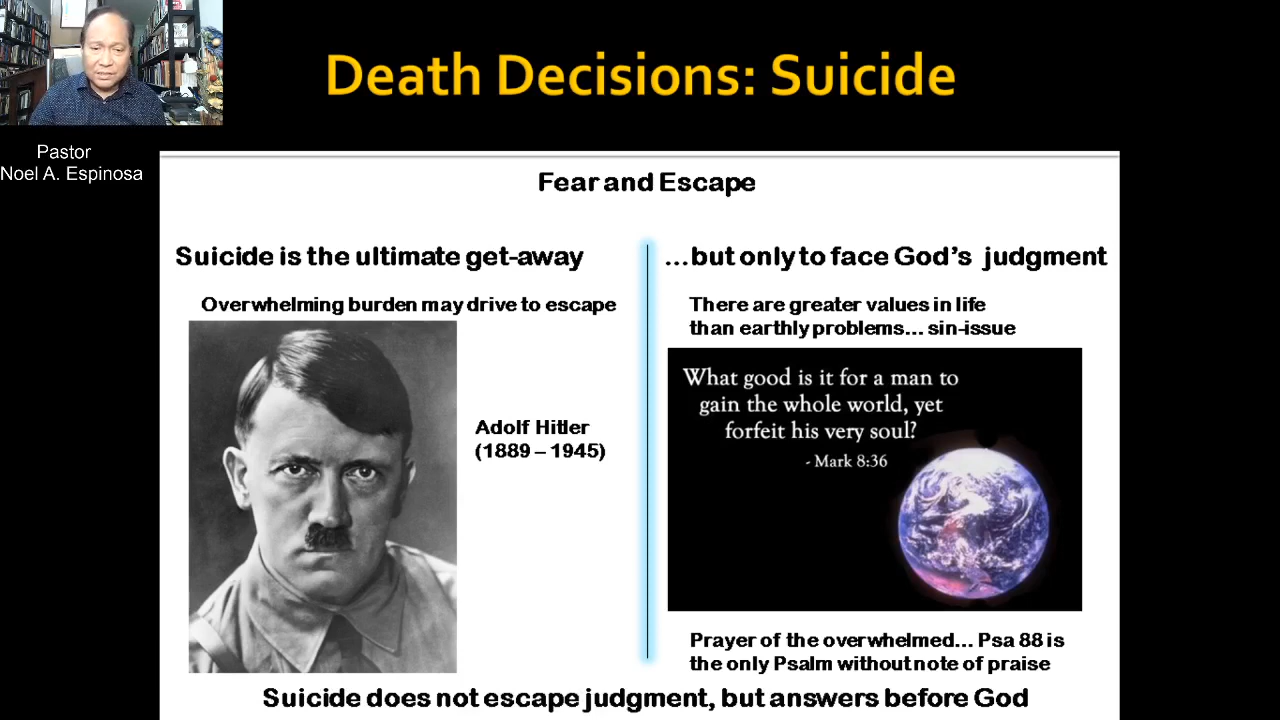 Death Decisions: Suicide
Pastor
Noel A. Espinosa
Fear and Escape
Suicide is the ultimate get-away
Overwhelming burden may drive to escape
Adolf Hitler
(1889 – 1945)
...but only to face God's judgment
There are greater values in life
than earthly problems... sin-issue
What good is it for a man to
gain the whole world, yet
forfeit his very soul?
- Mark 8:36
Prayer of the overwhelmed... Psa 88 is
the only Psalm without note of praise
Suicide does not escape judgment, but answers before God